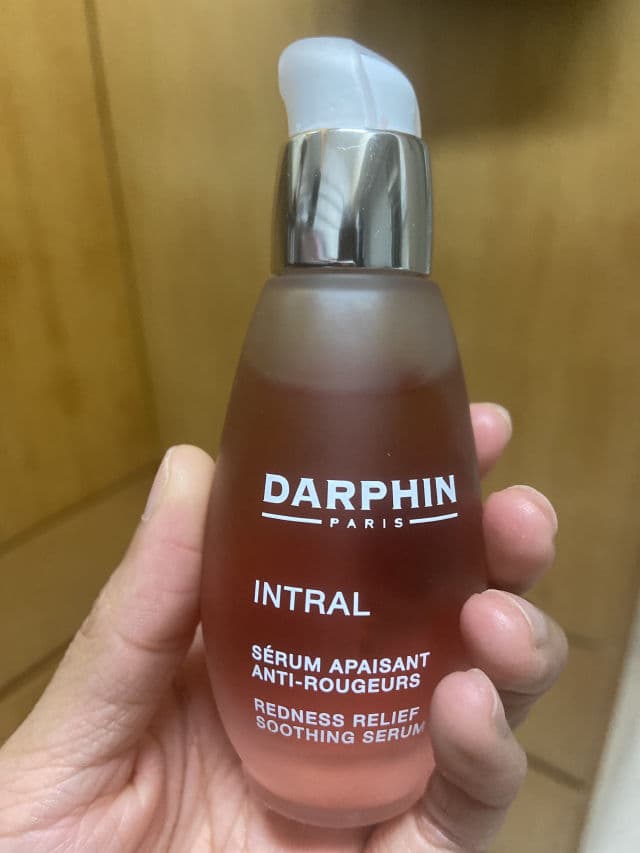 DARPHIN
PARIS
INTRAL
SÉRUM APAISANT
ANTI-ROUGEURS
REDNESS RELIEF
SOOTHING SERUM